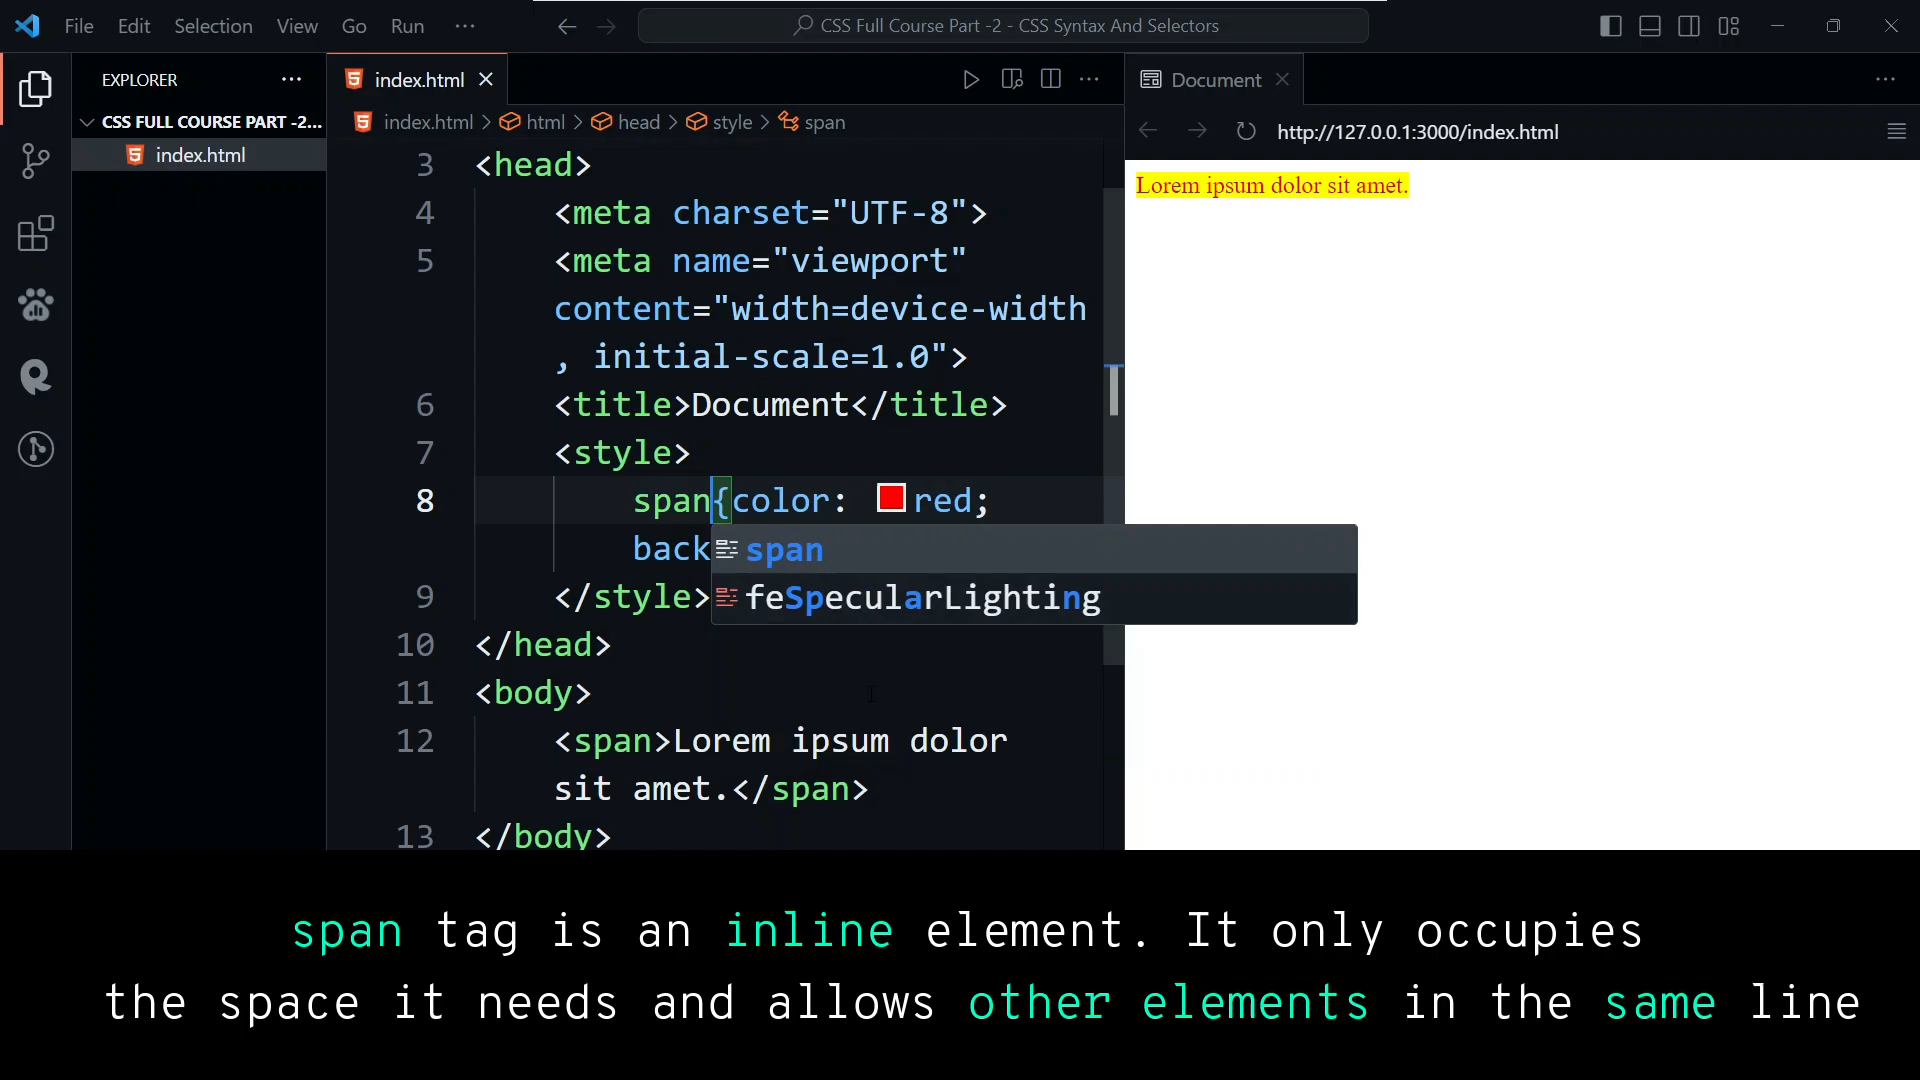 File Edit Selection View Go Run ...
CSS Full Course Part -2 - CSS Syntax And Selectors
EXPLORER
CSS FULL COURSE PART -2...
index.html
index.html
index.html > html > head > style > span
3 <head>
4 <meta charset="UTF-8">
5 <meta name="viewport"
content="width=device-width
, initial-scale=1.0">
6 <title>Document</title>
7 <style>
8 span{color: red;
back
span
feSpecularLighting
9 </style>
10 </head>
11 <body>
12 <span>Lorem ipsum dolor
sit amet.</span>
13 </body>
Document
http://127.0.0.1:3000/index.html
Lorem ipsum dolor sit amet.
span tag is an inline element. It only occupies
the space it needs and allows other elements in the same line